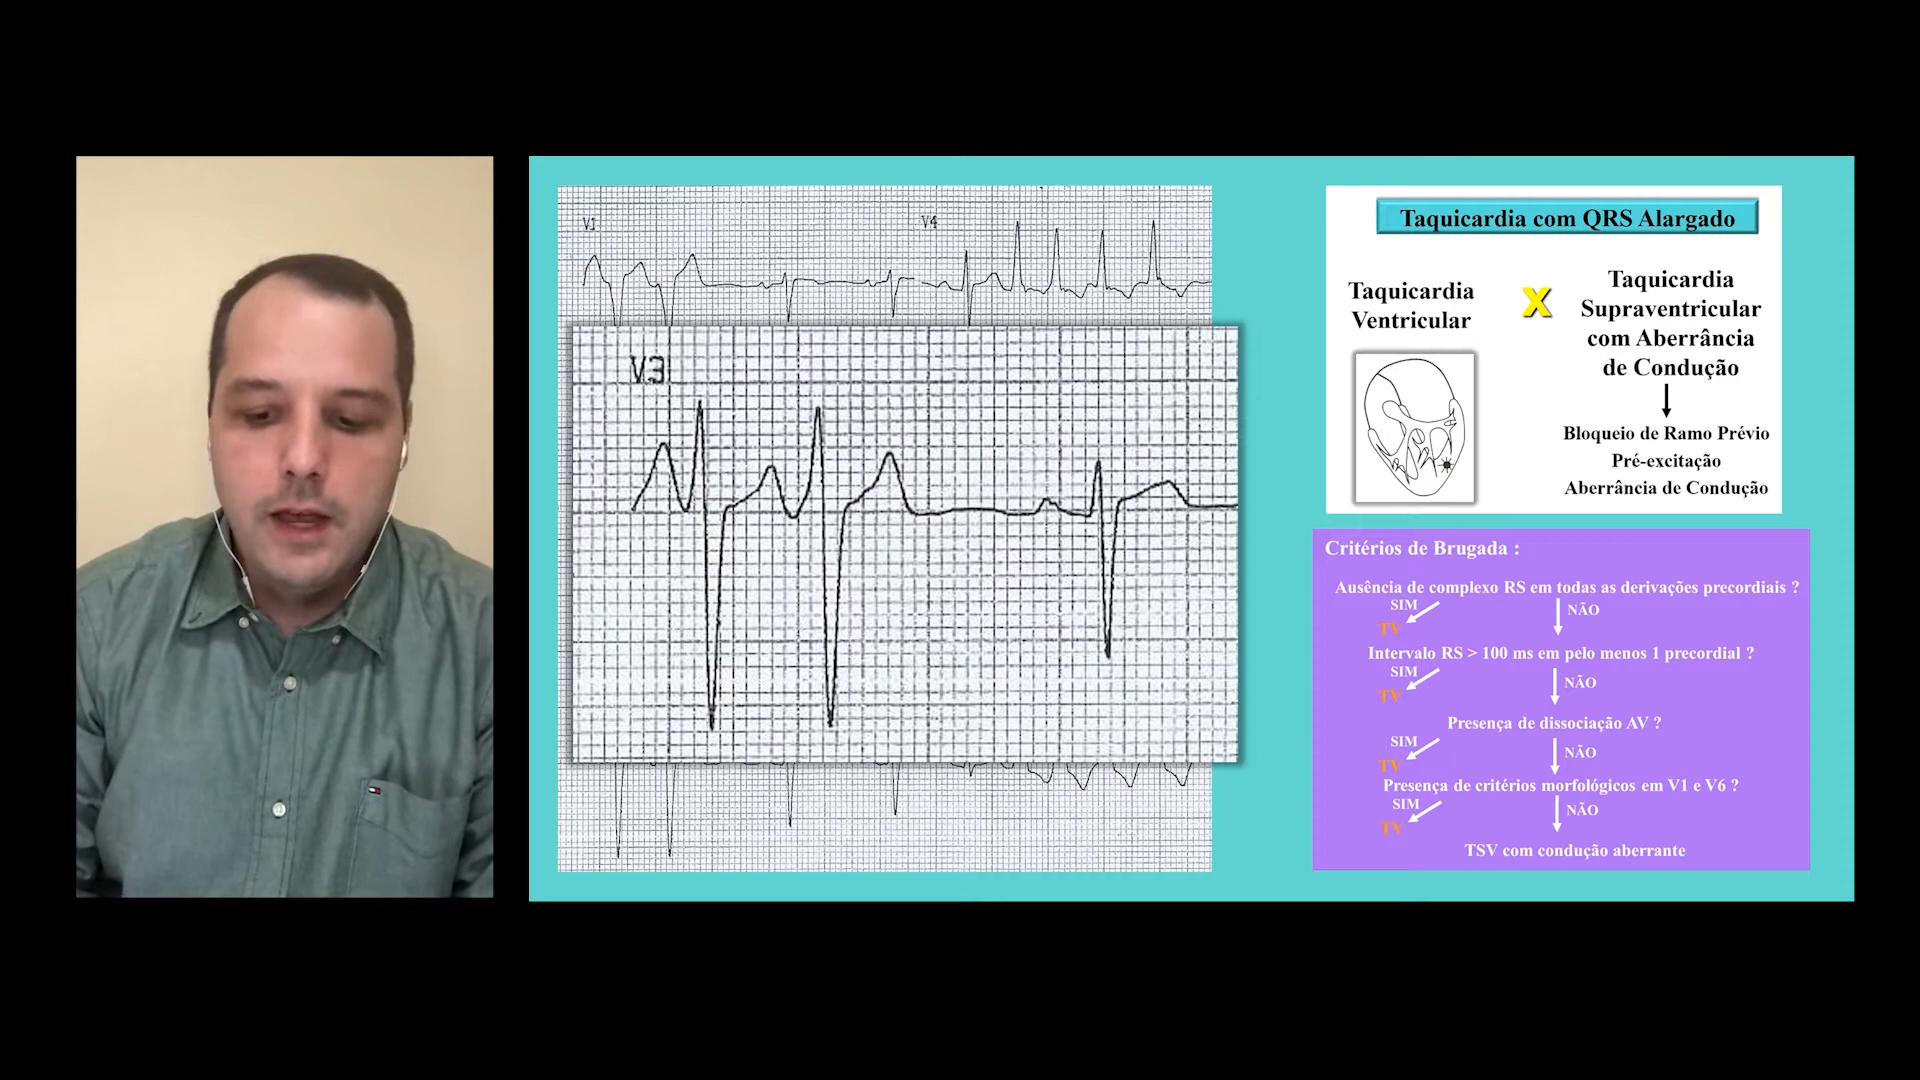 V1
V4
V3
Taquicardia com QRS Alargado
Taquicardia
Ventricular
X
Taquicardia
Supraventricular
com Aberrância
de Condução
Bloqueio de Ramo Prévio
Pré-excitação
Aberrância de Condução
Critérios de Brugada :
Ausência de complexo RS em todas as derivações precordiais ?
SIM
NÃO
TV
Intervalo RS > 100 ms em pelo menos 1 precordial ?
SIM
NÃO
TV
Presença de dissociação AV ?
SIM
NÃO
TV
Presença de critérios morfológicos em V1 e V6 ?
SIM
NÃO
TV
TSV com condução aberrante